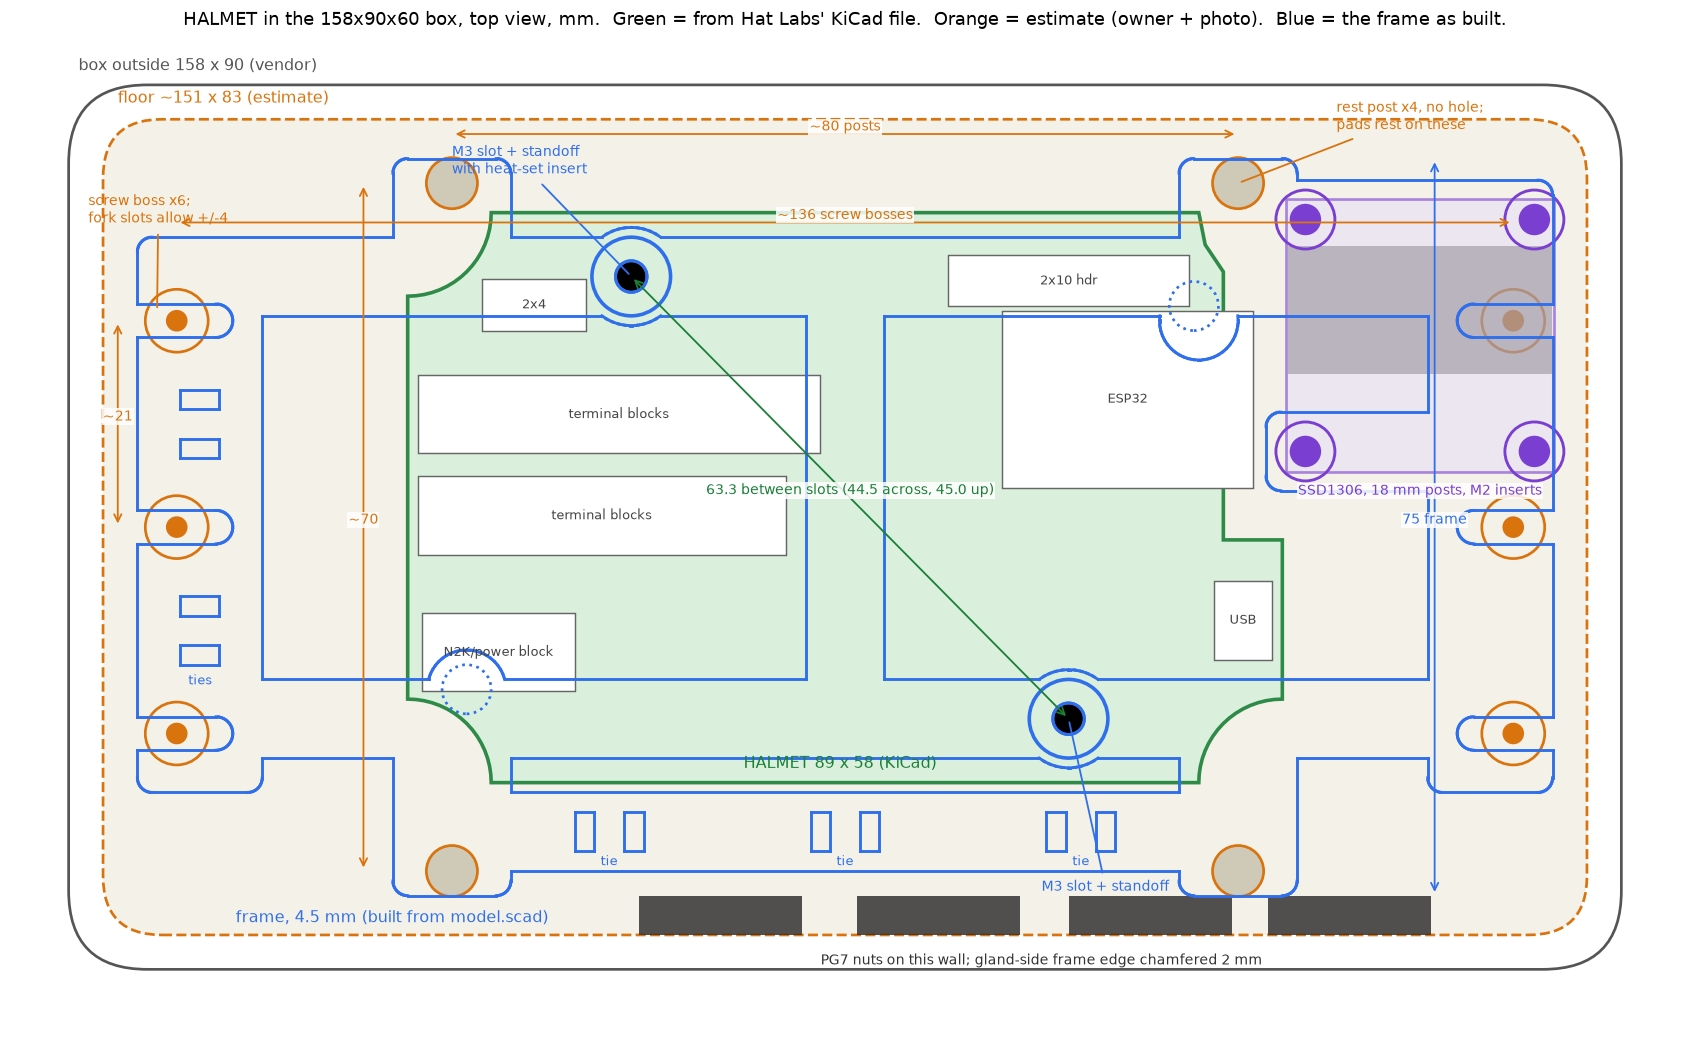 HALMET in the 158x90x60 box, top view, mm.  Green = from Hat Labs' KiCad file.  Orange = estimate (owner + photo).  Blue = the frame as built.
box outside 158 x 90 (vendor)
floor ~151 x 83 (estimate)
rest post x4, no hole;
pads rest on these
~80 posts
M3 slot + standoff
with heat-set insert
screw boss x6;
fork slots allow +/-4
~136 screw bosses
2x4
2x10 hdr
ESP32
terminal blocks
~21
63.3 between slots (44.5 across, 45.0 up)
SSD1306, 18 mm posts, M2 inserts
terminal blocks
~70
75 frame
USB
N2K/power block
ties
HALMET 89 x 58 (KiCad)
tie
tie
tie
M3 slot + standoff
frame, 4.5 mm (built from model.scad)
PG7 nuts on this wall; gland-side frame edge chamfered 2 mm